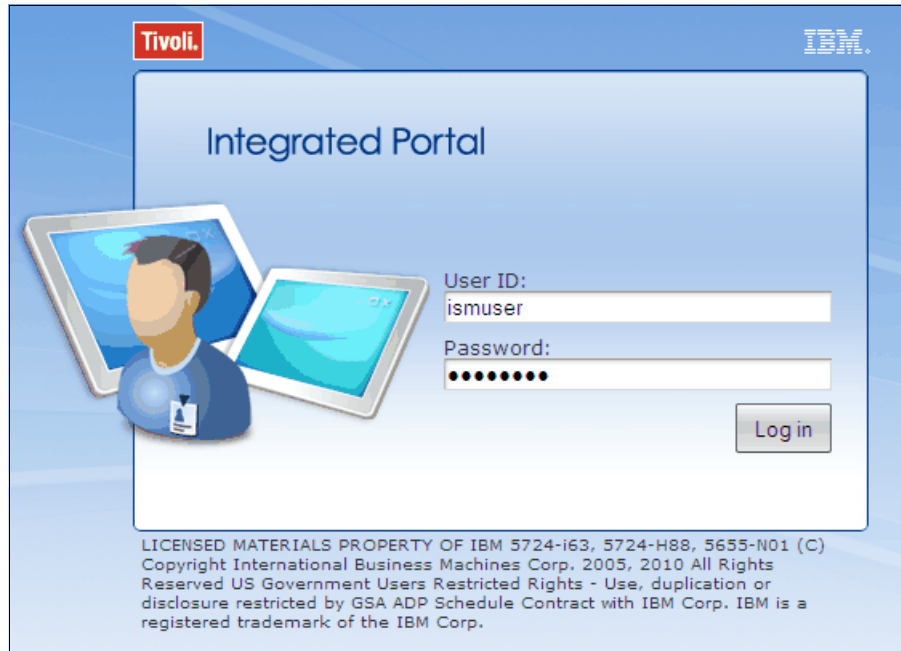 Tivoli.
IBM.
Integrated Portal
User ID:
ismuser
Password:
••••••••
Log in
LICENSED MATERIALS PROPERTY OF IBM 5724-i63, 5724-H88, 5655-N01 (C)
Copyright International Business Machines Corp. 2005, 2010 All Rights
Reserved US Government Users Restricted Rights - Use, duplication or
disclosure restricted by GSA ADP Schedule Contract with IBM Corp. IBM is a
registered trademark of the IBM Corp.